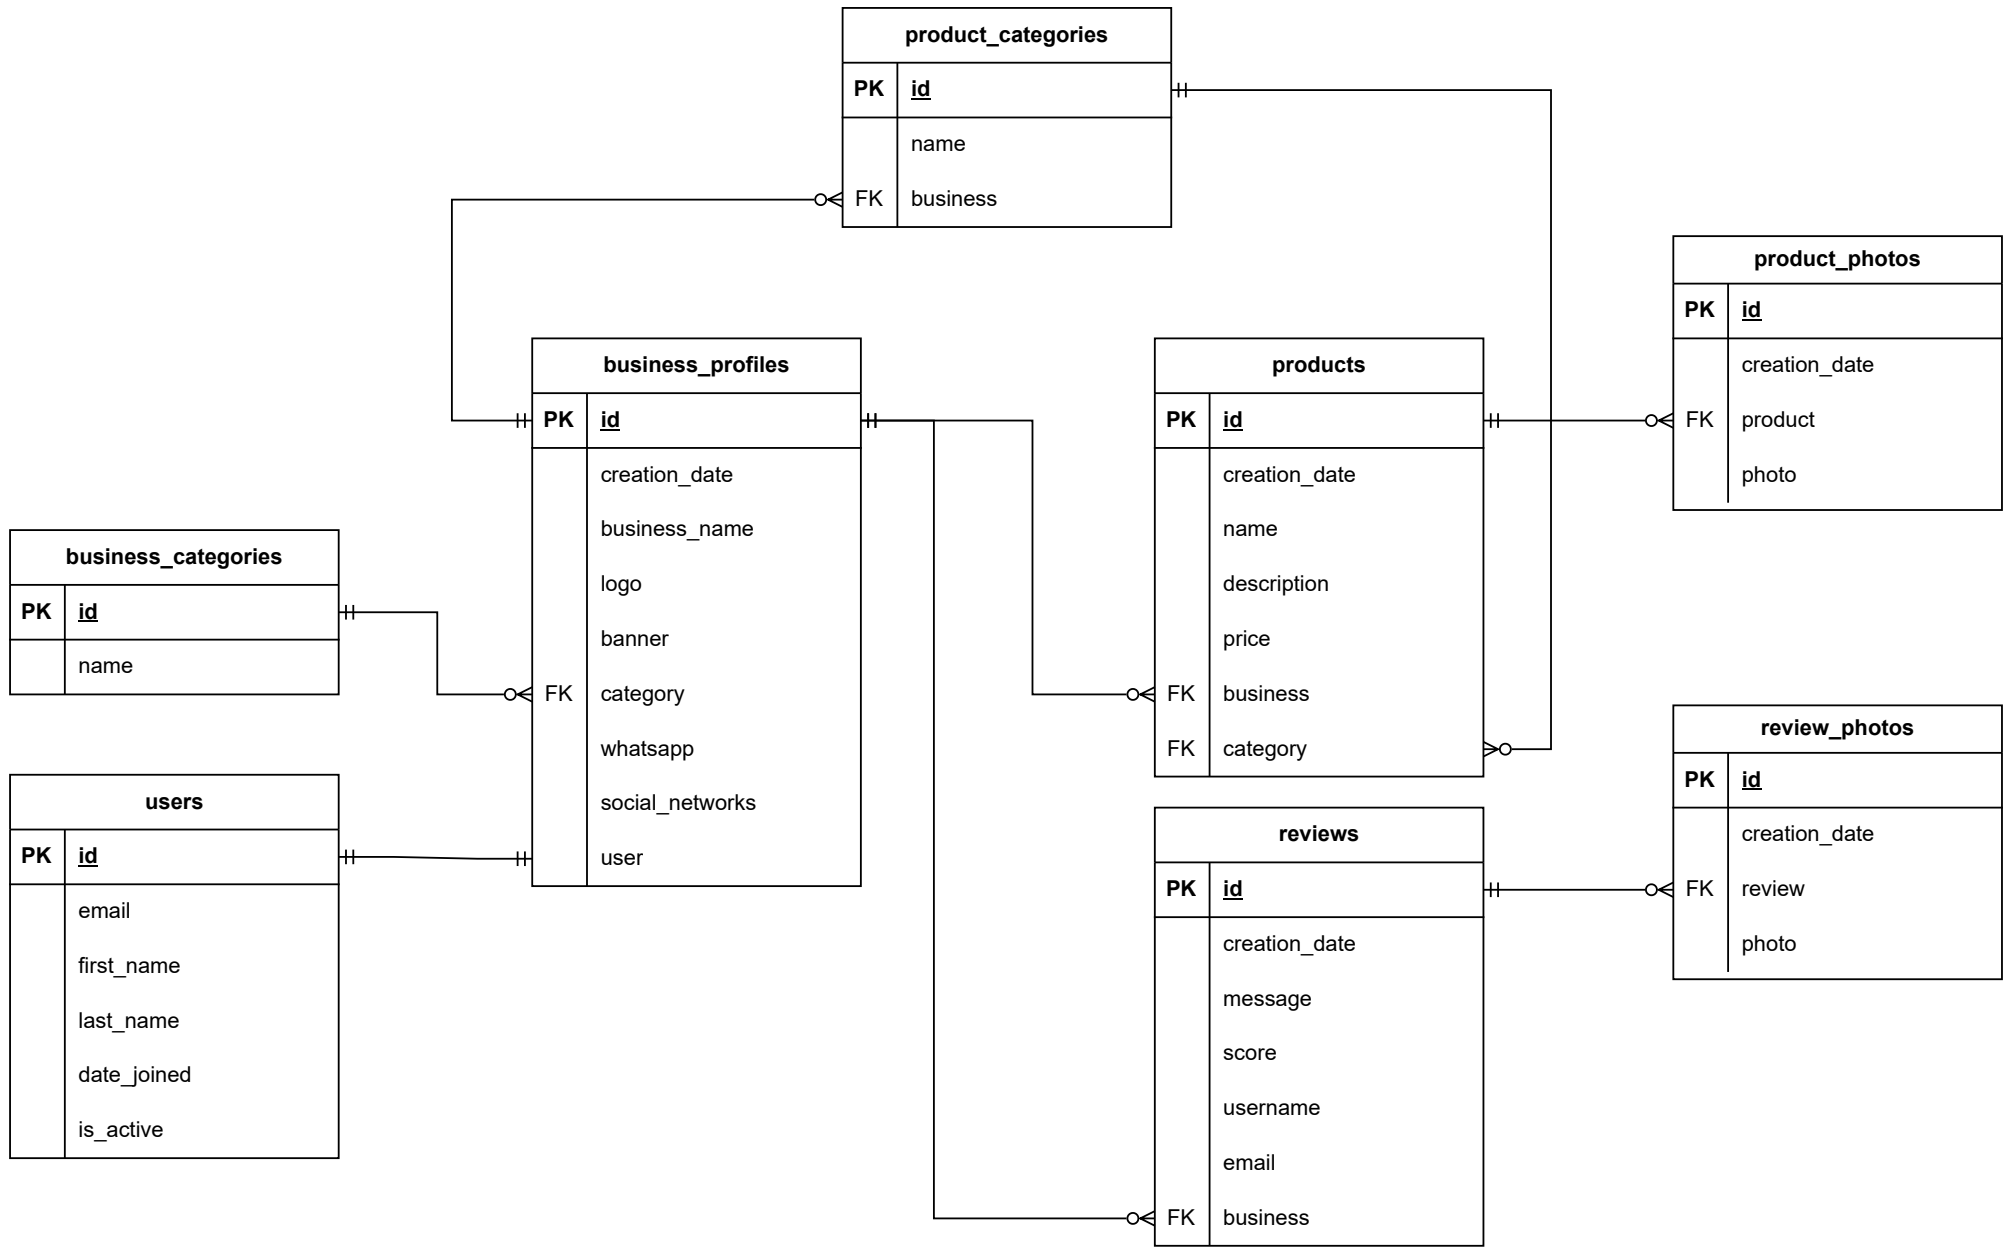 product_categories
PK id
name
FK business
product_photos
PK id
creation_date
FK product
photo
business_profiles
PK id
creation_date
business_name
logo
banner
FK category
whatsapp
social_networks
user
products
PK id
creation_date
name
description
price
FK business
FK category
business_categories
PK id
name
users
PK id
email
first_name
last_name
date_joined
is_active
review_photos
PK id
creation_date
FK review
photo
reviews
PK id
creation_date
message
score
username
email
FK business